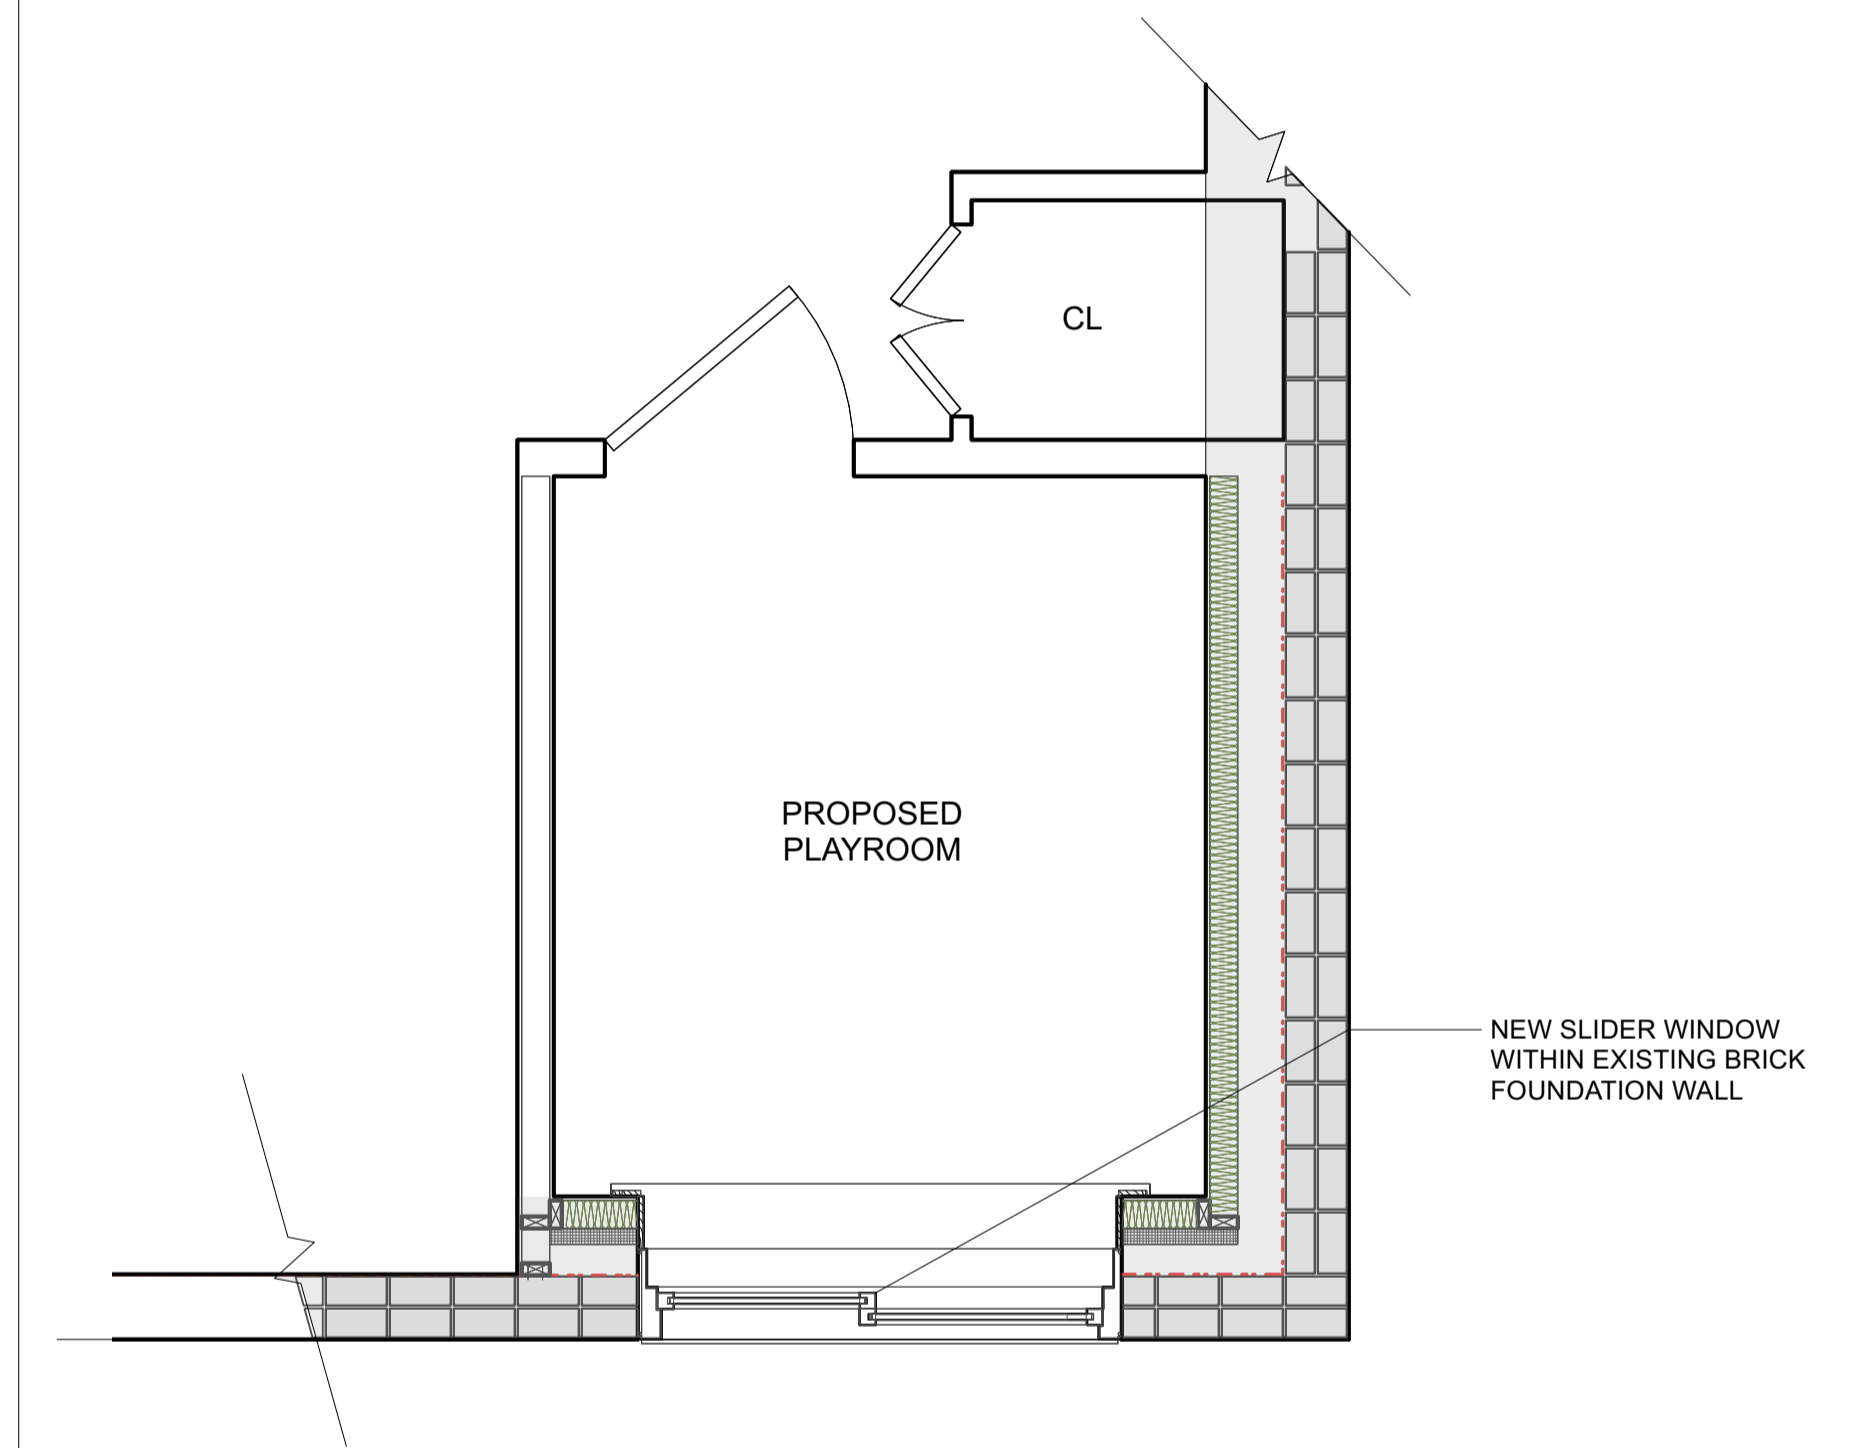 CL
PROPOSED
PLAYROOM
NEW SLIDER WINDOW
WITHIN EXISTING BRICK
FOUNDATION WALL